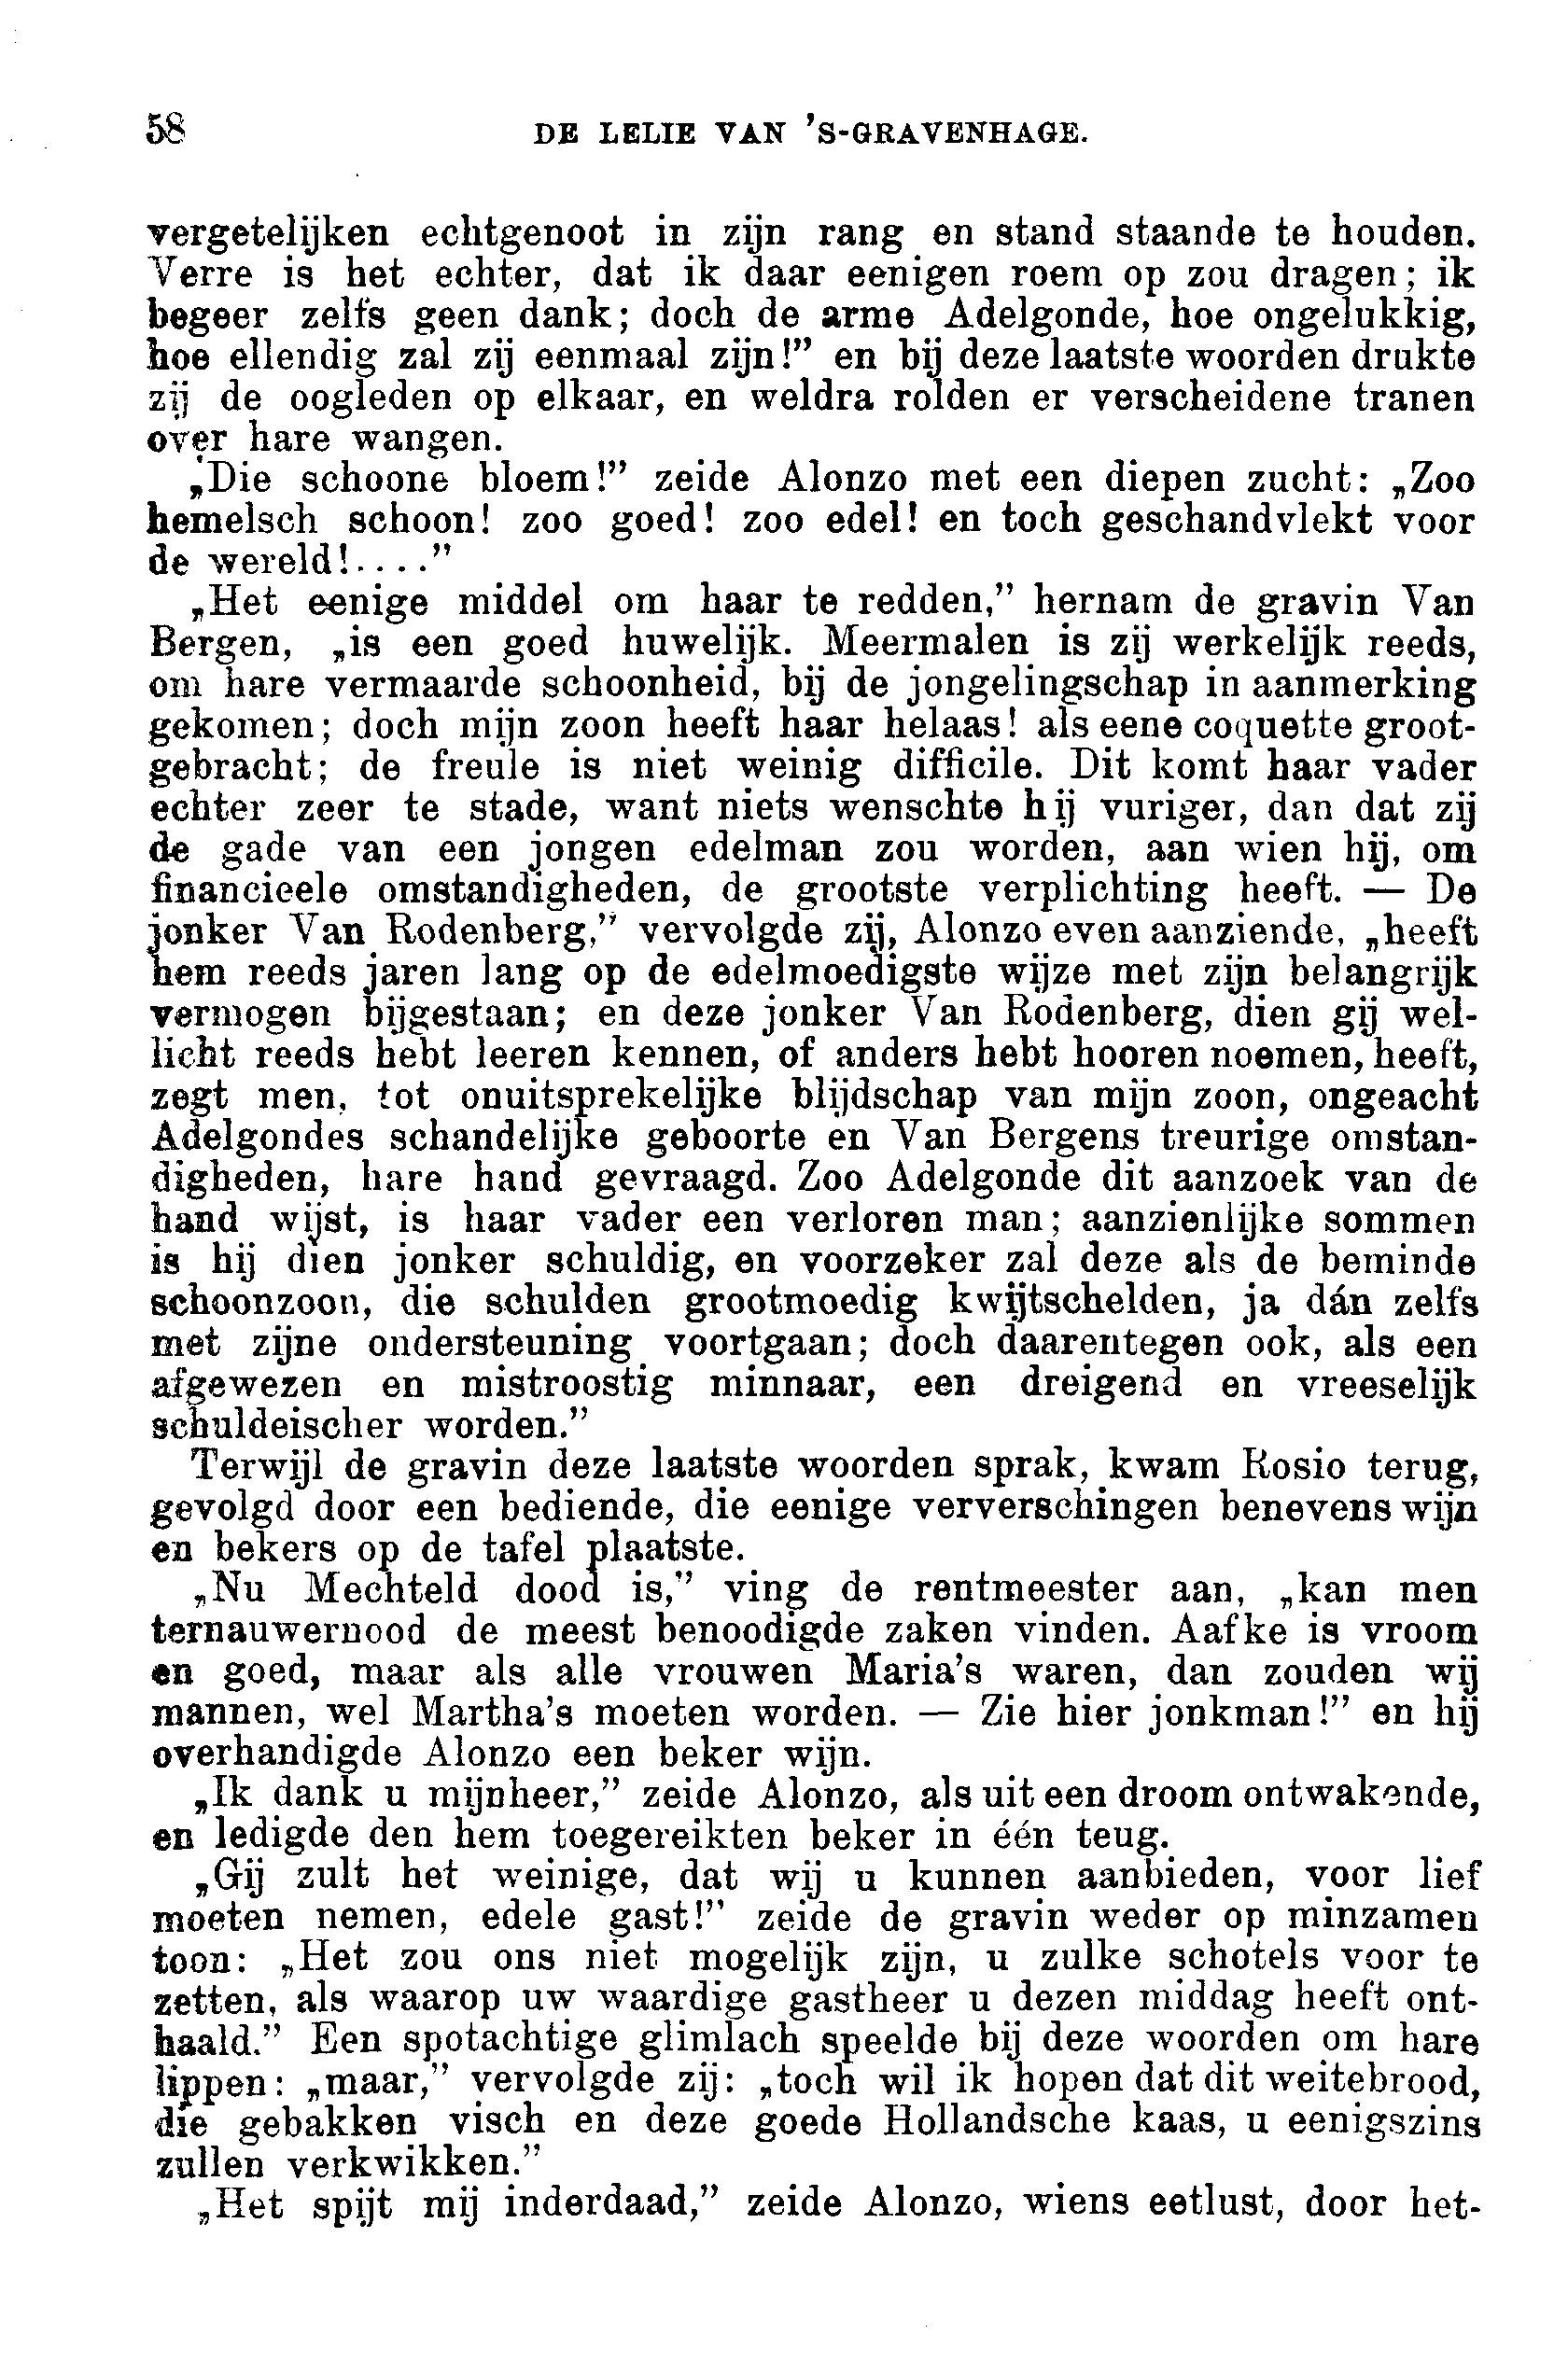 58 DE LELIE VAN 'S-GRAVENHAGE.
vergetelijken echtgenoot in zijn rang en stand staande te houden.
Verre is het echter, dat ik daar eenigen roem op zou dragen; ik
begeer zelfs geen dank; doch de arme Adelgonde, hoe ongelukkig,
hoe ellendig zal zij eenmaal zijn!” en bij deze laatste woorden drukte
zij de oogleden op elkaar, en weldra rolden er verscheidene tranen
over hare wangen.
„Die schoone bloem!” zeide Alonzo met een diepen zucht: „Zoo
hemelsch schoon! zoo goed! zoo edel! en toch geschandvlekt voor
de wereld!....”
„Het eenige middel om haar te redden,” hernam de gravin Van
Bergen, „is een goed huwelijk. Meermalen is zij werkelijk reeds,
om hare vermaarde schoonheid, bij de jongelingschap in aanmerking
gekomen; doch mijn zoon heeft haar helaas! als eene coquette groot-
gebracht; de freule is niet weinig difficile. Dit komt haar vader
echter zeer te stade, want niets wenschte hij vuriger, dan dat zij
de gade van een jongen edelman zou worden, aan wien hij, om
financieele omstandigheden, de grootste verplichting heeft. — De
jonker Van Rodenberg,” vervolgde zij, Alonzo even aanziende, „heeft
hem reeds jaren lang op de edelmoedigste wijze met zijn belangrijk
vermogen bijgestaan; en deze jonker Van Rodenberg, dien gij wel-
licht reeds hebt leeren kennen, of anders hebt hooren noemen, heeft,
zegt men, tot onuitsprekelijke blijdschap van mijn zoon, ongeacht
Adelgondes schandelijke geboorte en Van Bergens treurige omstan-
digheden, hare hand gevraagd. Zoo Adelgonde dit aanzoek van de
hand wijst, is haar vader een verloren man; aanzienlijke sommen
is hij dien jonker schuldig, en voorzeker zal deze als de beminde
schoonzoon, die schulden grootmoedig kwijtschelden, ja dán zelfs
met zijne ondersteuning voortgaan; doch daarentegen ook, als een
afgewezen en mistroostig minnaar, een dreigend en vreeselijk
schuldeischer worden.”
Terwijl de gravin deze laatste woorden sprak, kwam Rosio terug,
gevolgd door een bediende, die eenige ververschingen benevens wijn
en bekers op de tafel plaatste.
„Nu Mechteld dood is,” ving de rentmeester aan, „kan men
ternauwernood de meest benoodigde zaken vinden. Aafke is vroom
en goed, maar als alle vrouwen Maria's waren, dan zouden wij
mannen, wel Martha's moeten worden. — Zie hier jonkman!” en hij
overhandigde Alonzo een beker wijn.
„Ik dank u mijnheer,” zeide Alonzo, als uit een droom ontwakende,
en ledigde den hem toegereikten beker in één teug.
„Gij zult het weinige, dat wij u kunnen aanbieden, voor lief
moeten nemen, edele gast!” zeide de gravin weder op minzamen
toon: „Het zou ons niet mogelijk zijn, u zulke schotels voor te
zetten, als waarop uw waardige gastheer u dezen middag heeft ont-
haald.” Een spotachtige glimlach speelde bij deze woorden om hare
lippen: „maar,” vervolgde zij: „toch wil ik hopen dat dit weitebrood,
die gebakken visch en deze goede Hollandsche kaas, u eenigszins
zullen verkwikken.”
„Het spijt mij inderdaad,” zeide Alonzo, wiens eetlust, door het-